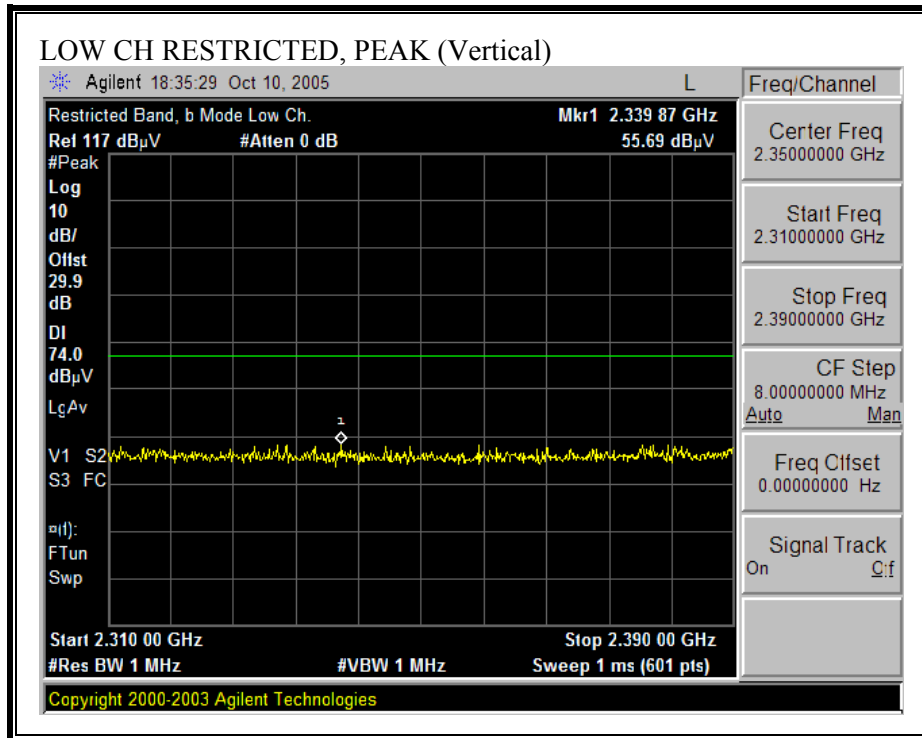 LOW CH RESTRICTED, PEAK (Vertical)
Agilent 18:35:29 Oct 10, 2005 L
Restricted Band, b Mode Low Ch. Mkr1 2.339 87 GHz
Ref 117 dBµV #Atten 0 dB 55.69 dBµV
#Peak
Log
10
dB/
Offst
29.9
dB
DI
74.0
dBµV
LgAv
1
V1 S2
S3 FC
¤(f):
FTun
Swp
Start 2.310 00 GHz Stop 2.390 00 GHz
#Res BW 1 MHz #VBW 1 MHz Sweep 1 ms (601 pts)
Copyright 2000-2003 Agilent Technologies
Freq/Channel
Center Freq
2.35000000 GHz
Start Freq
2.31000000 GHz
Stop Freq
2.39000000 GHz
CF Step
8.00000000 MHz
Auto Man
Freq Offset
0.00000000 Hz
Signal Track
On Off